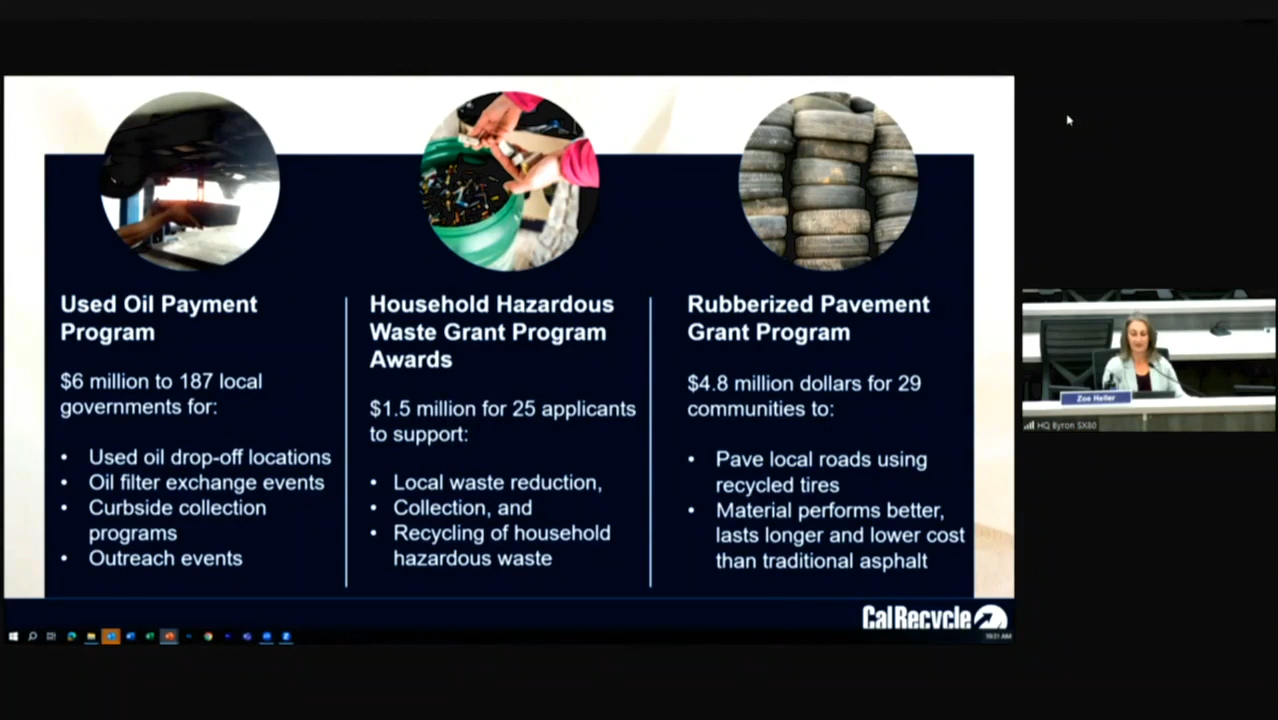 Used Oil Payment
Program
$6 million to 187 local
governments for:
• Used oil drop-off locations
• Oil filter exchange events
• Curbside collection
programs
• Outreach events
Household Hazardous
Waste Grant Program
Awards
$1.5 million for 25 applicants
to support:
• Local waste reduction,
• Collection, and
• Recycling of household
hazardous waste
Rubberized Pavement
Grant Program
$4.8 million dollars for 29
communities to:
• Pave local roads using
recycled tires
• Material performs better,
lasts longer and lower cost
than traditional asphalt
CalRecycle
10:31 AM
Zoe Heller
HQ Byron SX80